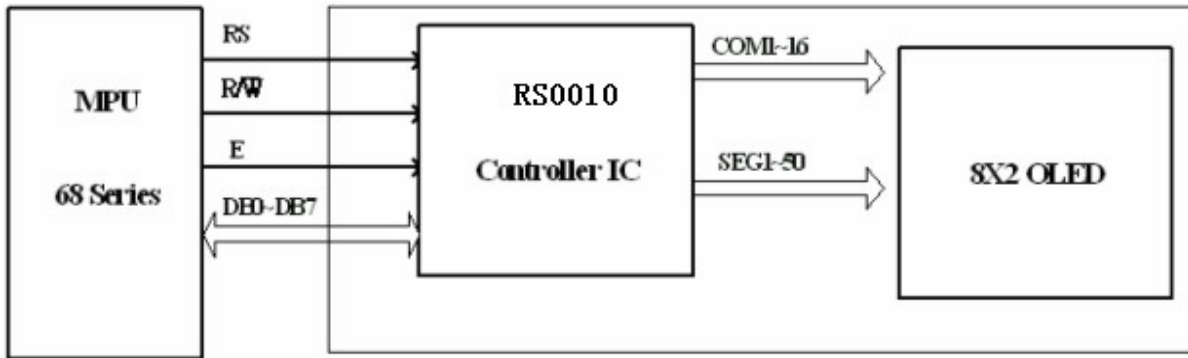 MPU
68 Series
RS
R/W
E
DB0~DB7
RS0010
Controller IC
COM1~16
SEG1~50
8X2 OLED